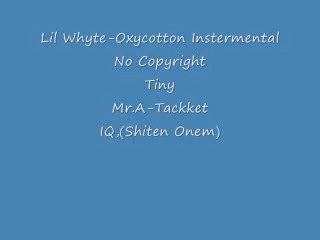 Lil Whyte-Oxycotton Instermental
No Copyright
Tiny
Mr.A-Tackket
IQ,(Shiten Onem)